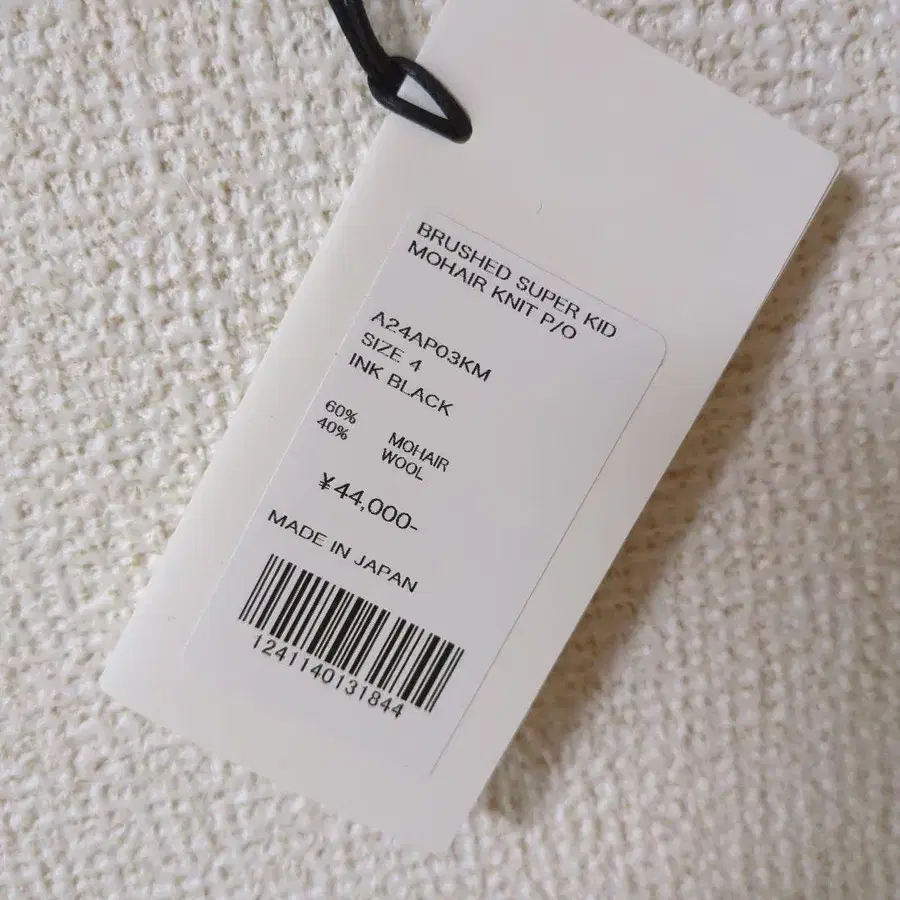 BRUSHED SUPER KID
MOHAIR KNIT P/O
A24AP03KM
SIZE 4
INK BLACK
60% MOHAIR
40% WOOL
¥44,000-
MADE IN JAPAN
1241140131844